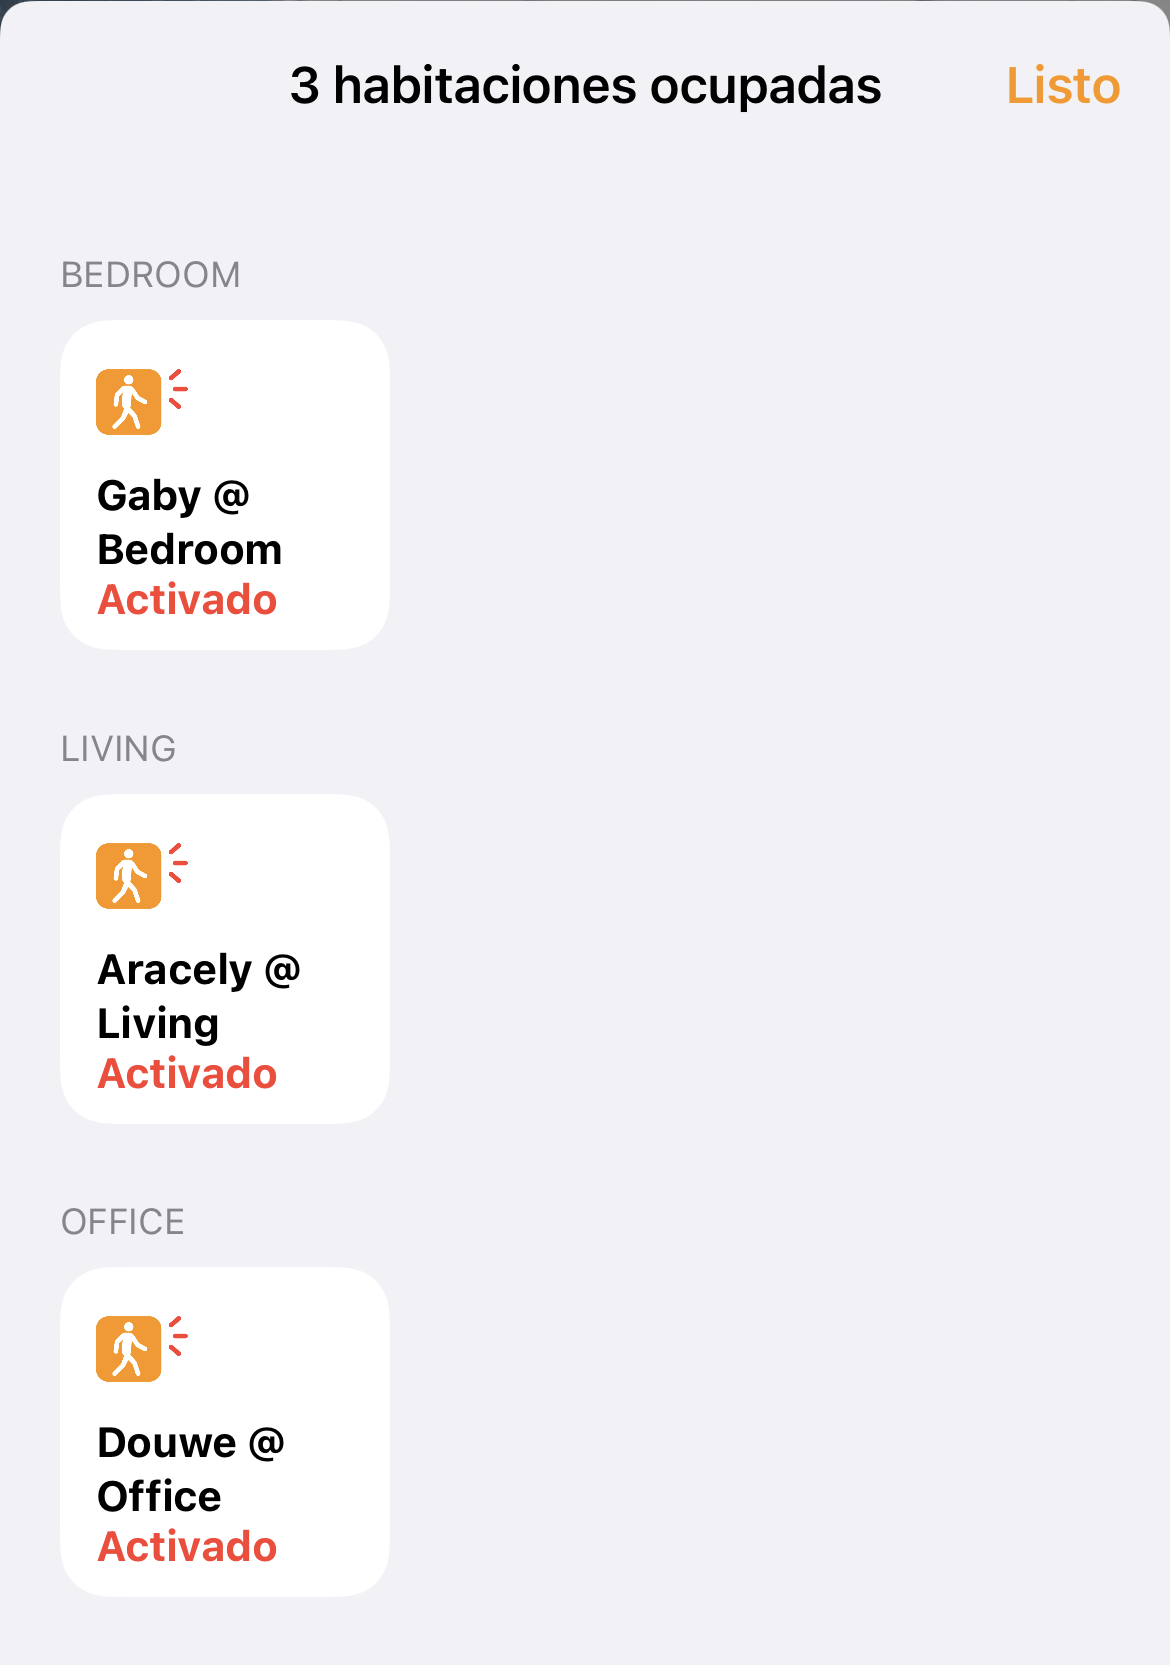 3 habitaciones ocupadas
Listo
BEDROOM
Gaby @
Bedroom
Activado
LIVING
Aracely @
Living
Activado
OFFICE
Douwe @
Office
Activado